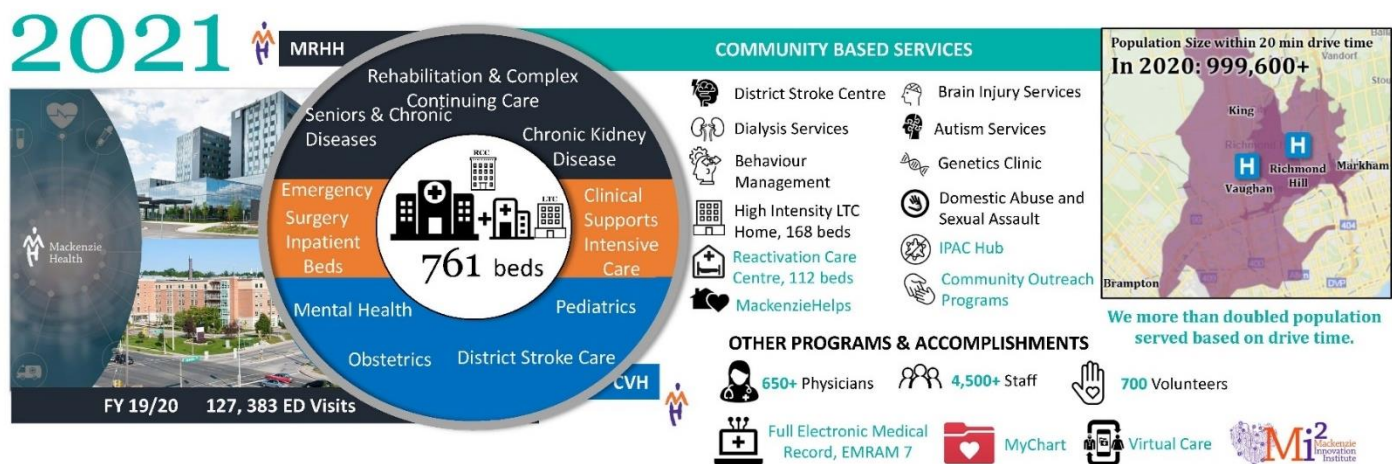 2021
MRHH
Mackenzie
Health
FY 19/20 127, 383 ED Visits
Rehabilitation & Complex
Continuing Care
Seniors & Chronic
Diseases
Chronic Kidney
Disease
Emergency
Surgery
Inpatient
Beds
RCC
LTC
761 beds
Clinical
Supports
Intensive
Care
Mental Health
Pediatrics
Obstetrics
District Stroke Care
CVH
COMMUNITY BASED SERVICES
District Stroke Centre
Dialysis Services
Behaviour
Management
High Intensity LTC
Home, 168 beds
Reactivation Care
Centre, 112 beds
MackenzieHelps
Brain Injury Services
Autism Services
Genetics Clinic
Domestic Abuse and
Sexual Assault
IPAC Hub
Community Outreach
Programs
OTHER PROGRAMS & ACCOMPLISHMENTS
650+ Physicians
4,500+ Staff
700 Volunteers
Full Electronic Medical
Record, EMRAM 7
MyChart
Virtual Care
Mi2
Mackenzie
Innovation
Institute
Population Size within 20 min drive time
In 2020: 999,600+
Vandorf
King
H
H
Richmond
Hill
Markham
Vaughan
404
Brampton
DVP
We more than doubled population
served based on drive time.